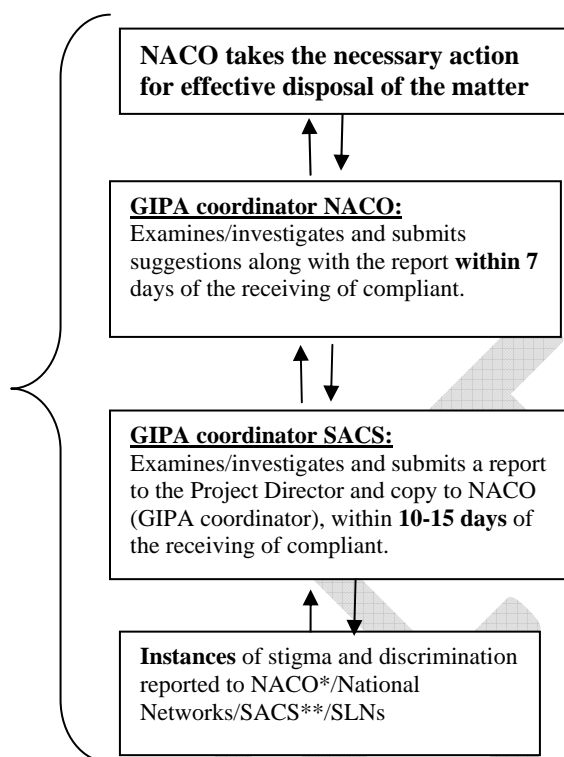 NACO takes the necessary action
for effective disposal of the matter
GIPA coordinator NACO:
Examines/investigates and submits
suggestions along with the report within 7
days of the receiving of compliant.
GIPA coordinator SACS:
Examines/investigates and submits a report
to the Project Director and copy to NACO
(GIPA coordinator), within 10-15 days of
the receiving of compliant.
Instances of stigma and discrimination
reported to NACO*/National
Networks/SACS**/SLNs